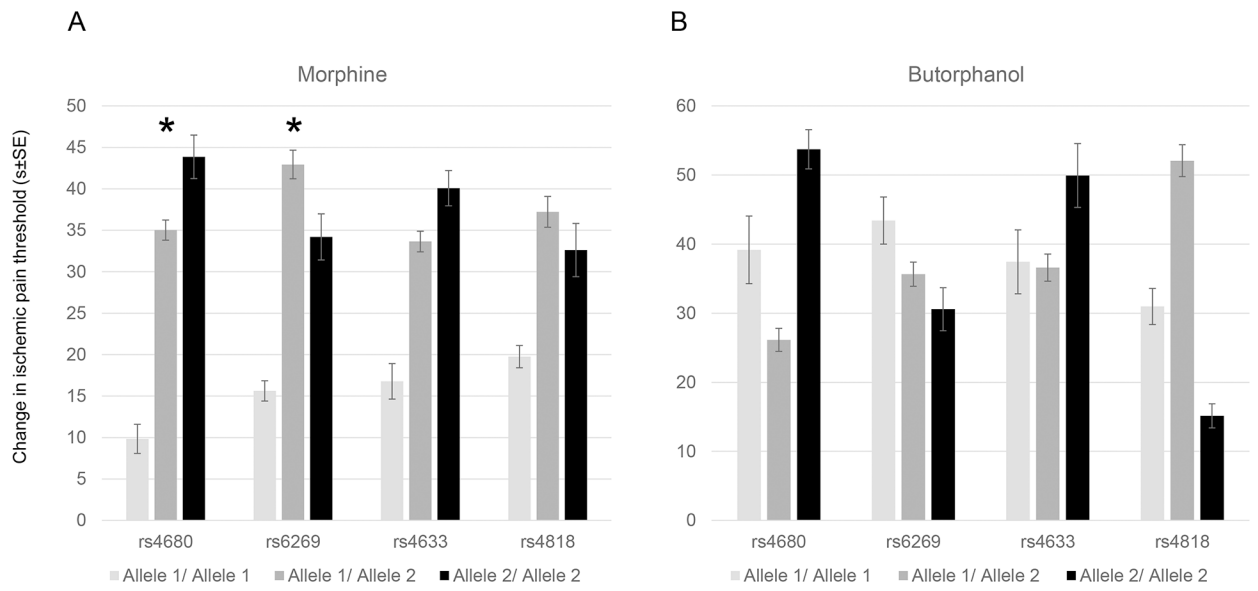 A
Morphine
Change in ischemic pain threshold (s±SE)
50
45
40
35
30
25
20
15
10
5
0
* *
rs4680 rs6269 rs4633 rs4818
Allele 1/ Allele 1 Allele 1/ Allele 2 Allele 2/ Allele 2
B
Butorphanol
60
50
40
30
20
10
0
rs4680 rs6269 rs4633 rs4818
Allele 1/ Allele 1 Allele 1/ Allele 2 Allele 2/ Allele 2